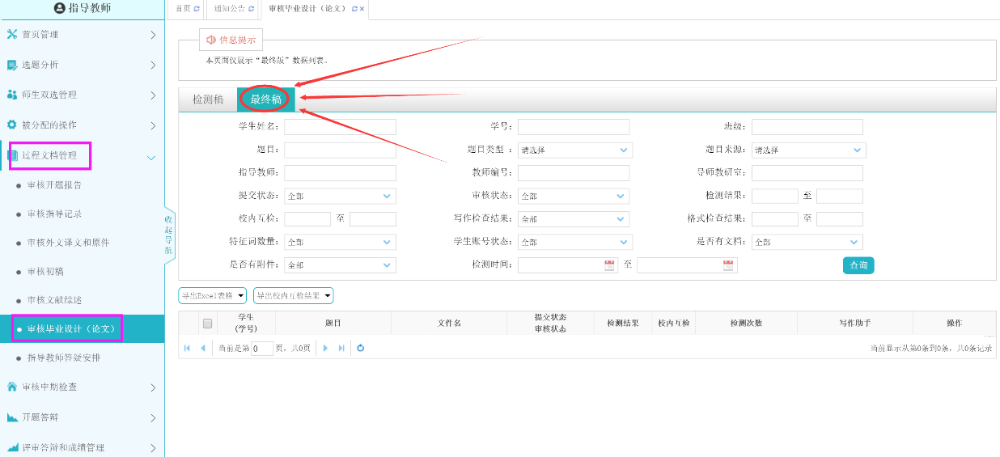 指导教师
首页 通知公告 审核毕业设计（论文）
首页管理
选题分析
师生双选管理
被分配的操作
过程文档管理
审核开题报告
审核指导记录
审核外文译文和原件
审核初稿
审核文献综述
审核毕业设计（论文）
指导教师答疑安排
审核中期检查
开题答辩
评审答辩和成绩管理
收起导航
信息提示
本页面仅展示“最终版”数据列表。
检测稿 最终稿
学生姓名： 学号： 班级：
题目： 题目类型 ： 请选择 题目来源： 请选择
指导教师： 教师编号： 导师教研室：
提交状态： 全部 审核状态： 全部 检测结果： 至
校内互检： 至 写作检查结果： 全部 格式检查结果： 至
特征词数量： 全部 学生账号状态： 全部 是否有文档： 全部
是否有附件： 全部 检测时间： 至 查询
导出Excel表格 导出校内互检结果
学生（学号） 题目 文件名 提交状态 审核状态 检测结果 校内互检 检测次数 写作助手 操作
当前是第 0 页，共0页 当前显示从第0条到0条，共0条记录